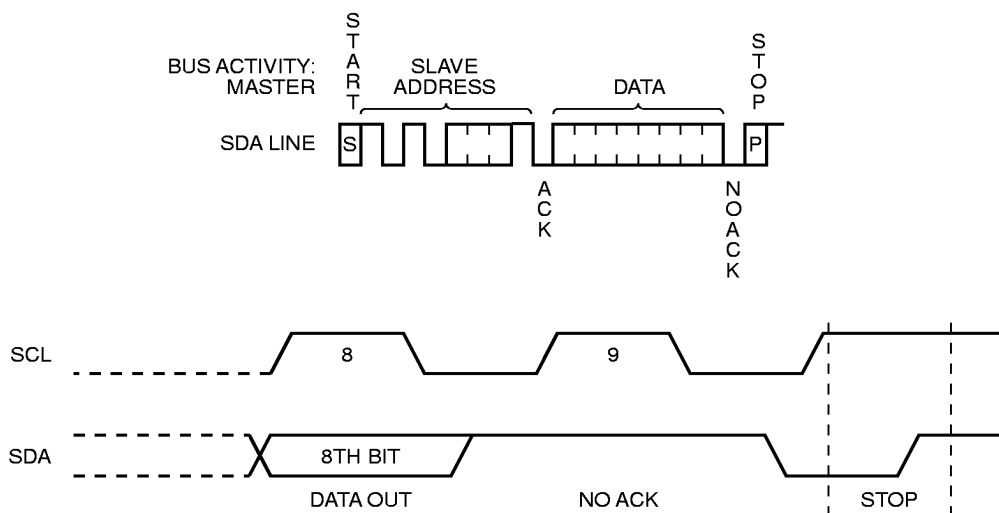 START
STOP
BUS ACTIVITY:
MASTER
SLAVE
ADDRESS
DATA
SDA LINE
S
P
ACK
NO ACK
SCL
8
9
SDA
8TH BIT
DATA OUT
NO ACK
STOP